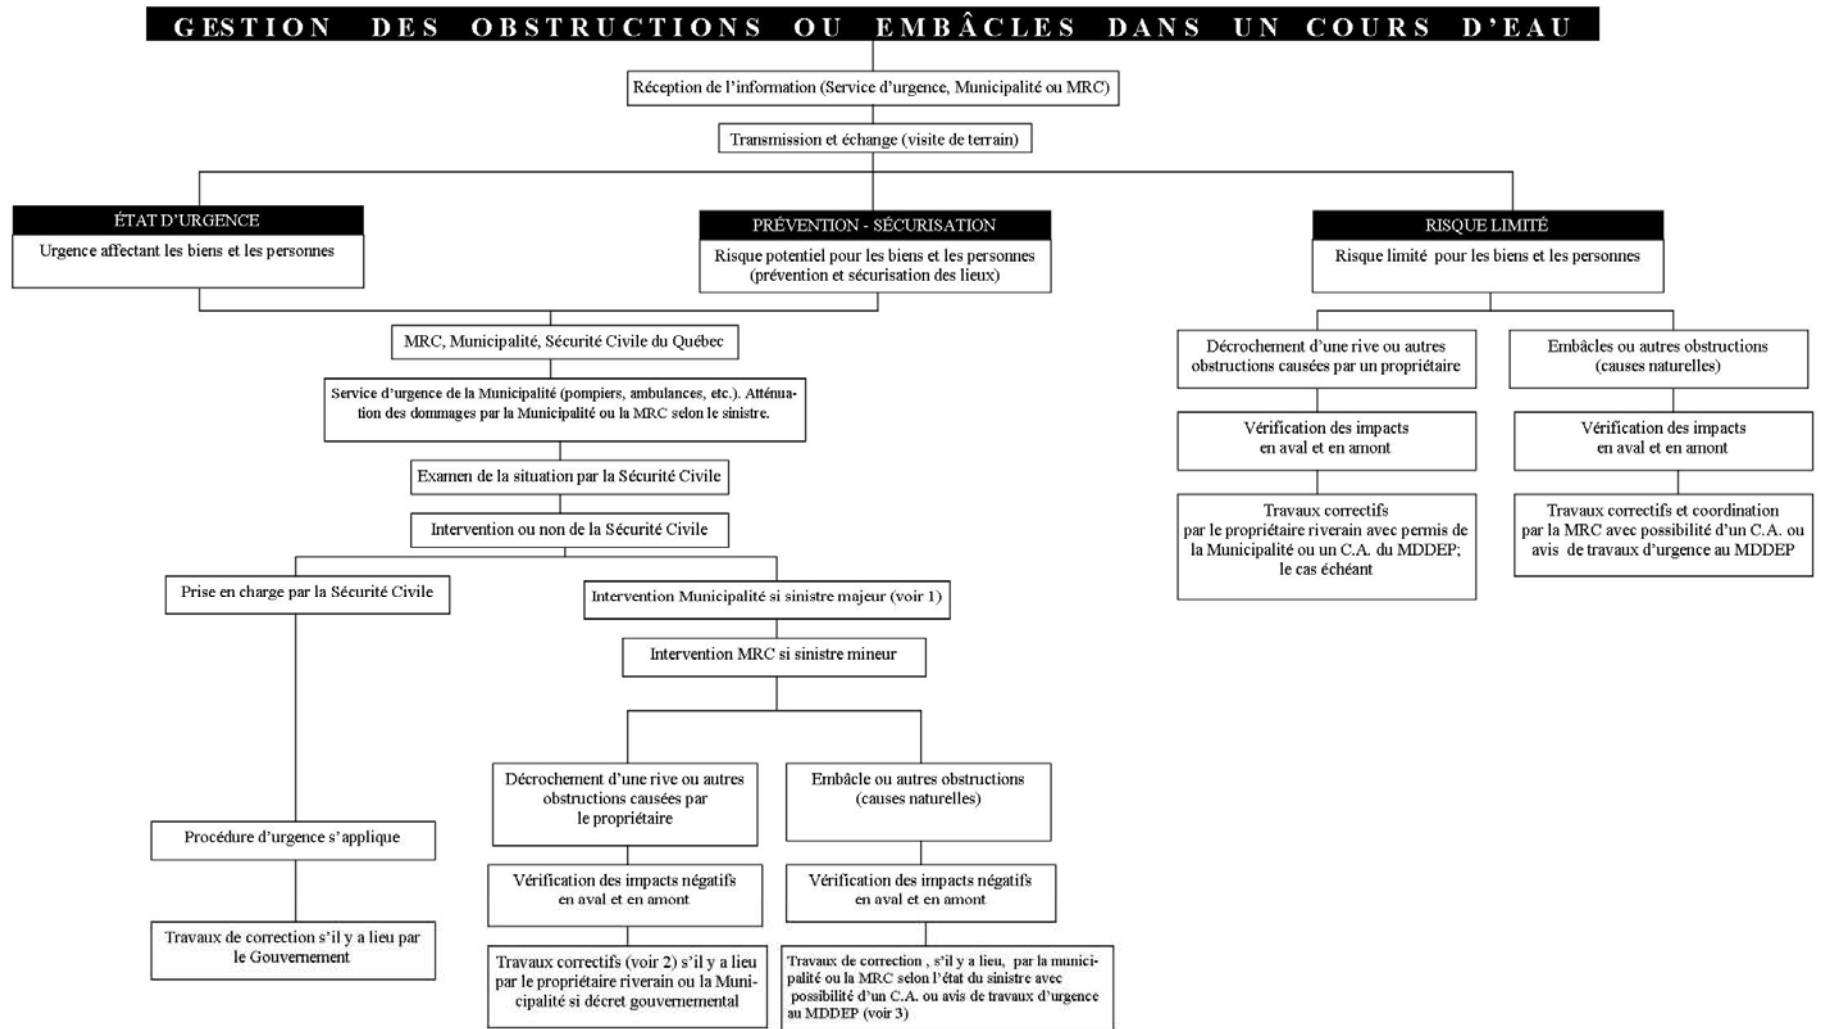 GESTION DES OBSTRUCTIONS OU EMBÂCLES DANS UN COURS D'EAU
Réception de l'information (Service d'urgence, Municipalité ou MRC)
Transmission et échange (visite de terrain)
ÉTAT D'URGENCE
Urgence affectant les biens et les personnes
PRÉVENTION - SÉCURISATION
Risque potentiel pour les biens et les personnes
(prévention et sécurisation des lieux)
RISQUE LIMITÉ
Risque limité pour les biens et les personnes
MRC, Municipalité, Sécurité Civile du Québec
Service d'urgence de la Municipalité (pompiers, ambulances, etc.). Atténua-
tion des dommages par la Municipalité ou la MRC selon le sinistre.
Examen de la situation par la Sécurité Civile
Intervention ou non de la Sécurité Civile
Prise en charge par la Sécurité Civile
Procédure d'urgence s'applique
Travaux de correction s'il y a lieu par
le Gouvernement
Intervention Municipalité si sinistre majeur (voir 1)
Intervention MRC si sinistre mineur
Décrochement d'une rive ou autres
obstructions causées par
le propriétaire
Vérification des impacts négatifs
en aval et en amont
Travaux correctifs (voir 2) s'il y a lieu
par le propriétaire riverain ou la Muni-
cipalité si décret gouvernemental
Embâcle ou autres obstructions
(causes naturelles)
Vérification des impacts négatifs
en aval et en amont
Travaux de correction , s'il y a lieu, par la munici-
palité ou la MRC selon l'état du sinistre avec
possibilité d'un C.A. ou avis de travaux d'urgence
au MDDEP (voir 3)
Décrochement d'une rive ou autres
obstructions causées par un propriétaire
Vérification des impacts
en aval et en amont
Travaux correctifs
par le propriétaire riverain avec permis de
la Municipalité ou un C.A. du MDDEP;
le cas échéant
Embâcles ou autres obstructions
(causes naturelles)
Vérification des impacts
en aval et en amont
Travaux correctifs et coordination
par la MRC avec possibilité d'un C.A. ou
avis de travaux d'urgence au MDDEP